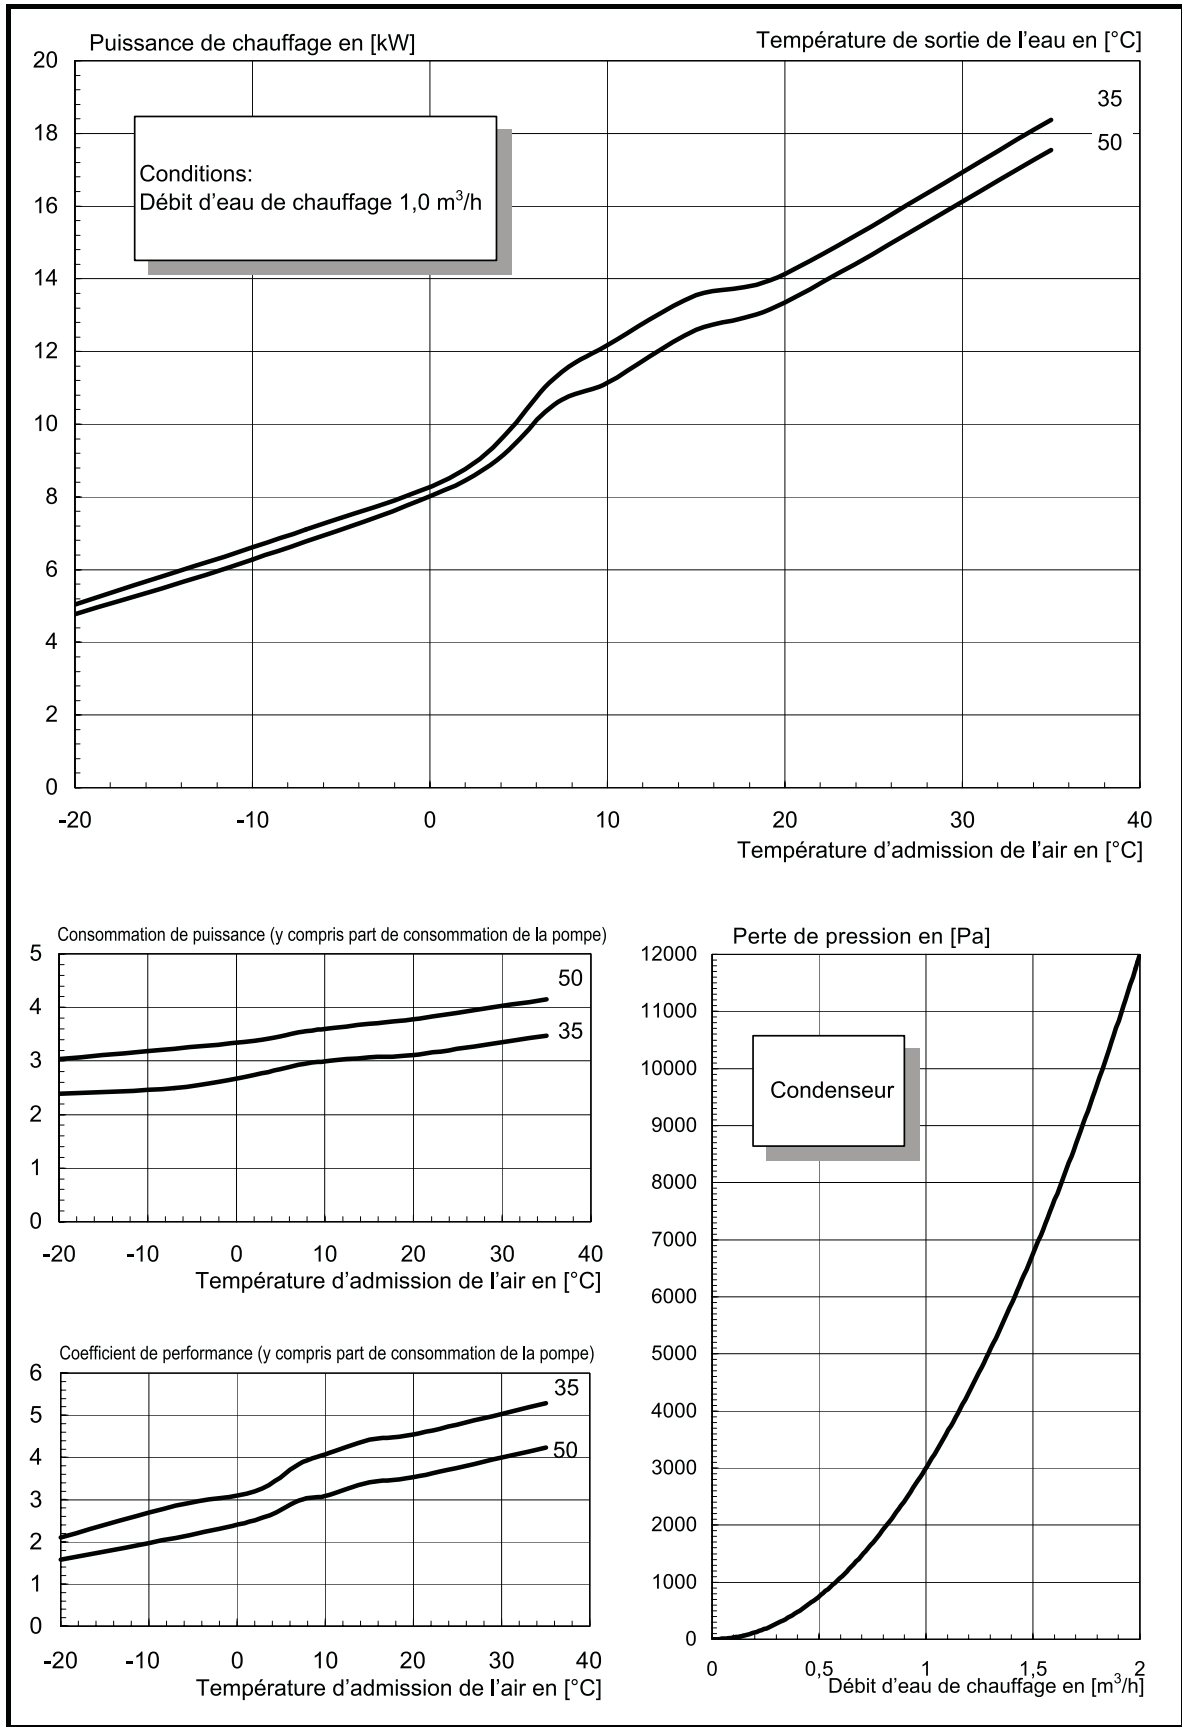 Puissance de chauffage en [kW]
Température de sortie de l'eau en [°C]
20
18
16
14
12
10
8
6
4
2
0
35
50
Conditions:
Débit d'eau de chauffage 1,0 m³/h
-20 -10 0 10 20 30 40
Température d'admission de l'air en [°C]
Consommation de puissance (y compris part de consommation de la pompe)
5
4
3
2
1
0
50
35
-20 -10 0 10 20 30 40
Température d'admission de l'air en [°C]
Coefficient de performance (y compris part de consommation de la pompe)
6
5
4
3
2
1
0
35
50
-20 -10 0 10 20 30 40
Température d'admission de l'air en [°C]
Perte de pression en [Pa]
12000
11000
10000
9000
8000
7000
6000
5000
4000
3000
2000
1000
0
Condenseur
0 0,5 1 1,5 2
Débit d'eau de chauffage en [m³/h]